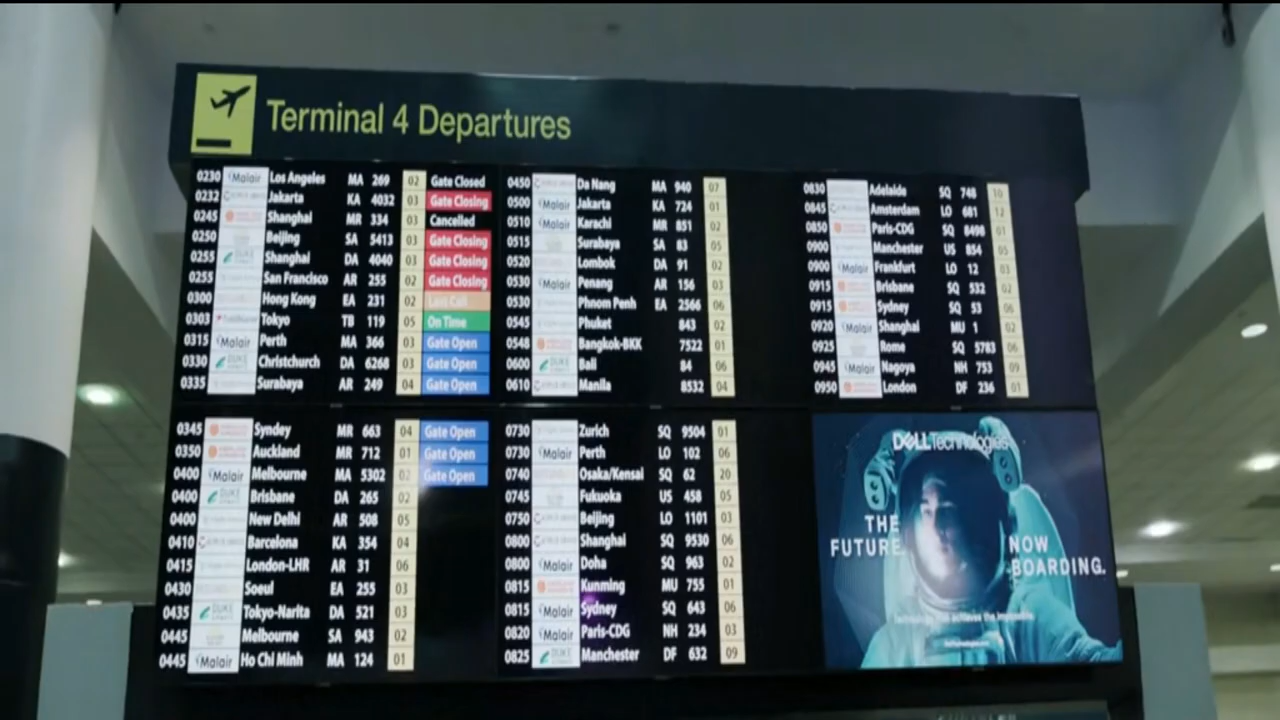 Terminal 4 Departures
0230 Malair Los Angeles MA 269 02 Gate Closed
0232 Jakarta KA 4032 03 Gate Closing
0245 Shanghai MR 334 03 Cancelled
0250 Beijing SA 5413 03 Gate Closing
0255 DUKE Shanghai DA 4040 03 Gate Closing
0255 San Francisco AR 255 02 Gate Closing
0300 Hong Kong EA 231 02 Last Call
0303 Tokyo TB 119 05 On Time
0315 Malair Perth MA 366 03 Gate Open
0330 DUKE Christchurch DA 6268 03 Gate Open
0335 Surabaya AR 249 04 Gate Open
0345 Syndey MR 663 04 Gate Open
0350 Auckland MR 712 01 Gate Open
0400 Malair Melbourne MA 5302 02 Gate Open
0400 DUKE Brisbane DA 265 02
0400 New Delhi AR 508 05
0410 Barcelona KA 354 04
0415 London-LHR AR 31 06
0430 Soeul EA 255 03
0435 DUKE Tokyo-Narita DA 521 03
0445 Melbourne SA 943 02
0445 Malair Ho Chi Minh MA 124 01
0450 Da Nang MA 940 07
0500 Malair Jakarta KA 724 01
0510 Malair Karachi MR 851 02
0515 Surabaya SA 83 05
0520 Lombok DA 91 02
0530 Malair Penang AR 156 03
0530 Phnom Penh EA 2566 06
0545 Phuket 843 02
0548 Bangkok-BKK 7522 01
0600 DUKE Bali 84 06
0610 Manila 8532 04
0730 Zurich SQ 9504 01
0730 Malair Perth LO 102 06
0740 Osaka/Kensai SQ 62 20
0745 Fukuoka US 458 05
0750 Beijing LO 1101 03
0800 Shanghai SQ 9530 06
0800 Malair Doha SQ 963 02
0815 Kunming MU 755 01
0815 Malair Sydney SQ 643 06
0820 Malair Paris-CDG NH 234 03
0825 DUKE Manchester DF 632 09
0830 Adelaide SQ 748 10
0845 Amsterdam LO 681 12
0850 Paris-CDG SQ 8498 01
0900 Manchester US 854 05
0900 Malair Frankfurt LO 12 03
0915 Brisbane SQ 532 02
0915 Sydney SQ 53 06
0920 Malair Shanghai MU 1 02
0925 Rome SQ 5783 06
0945 Malair Nagoya NH 753 09
0950 London DF 236 01
DELL Technologies
THE FUTURE.
NOW BOARDING.
Technology that achieves the impossible.